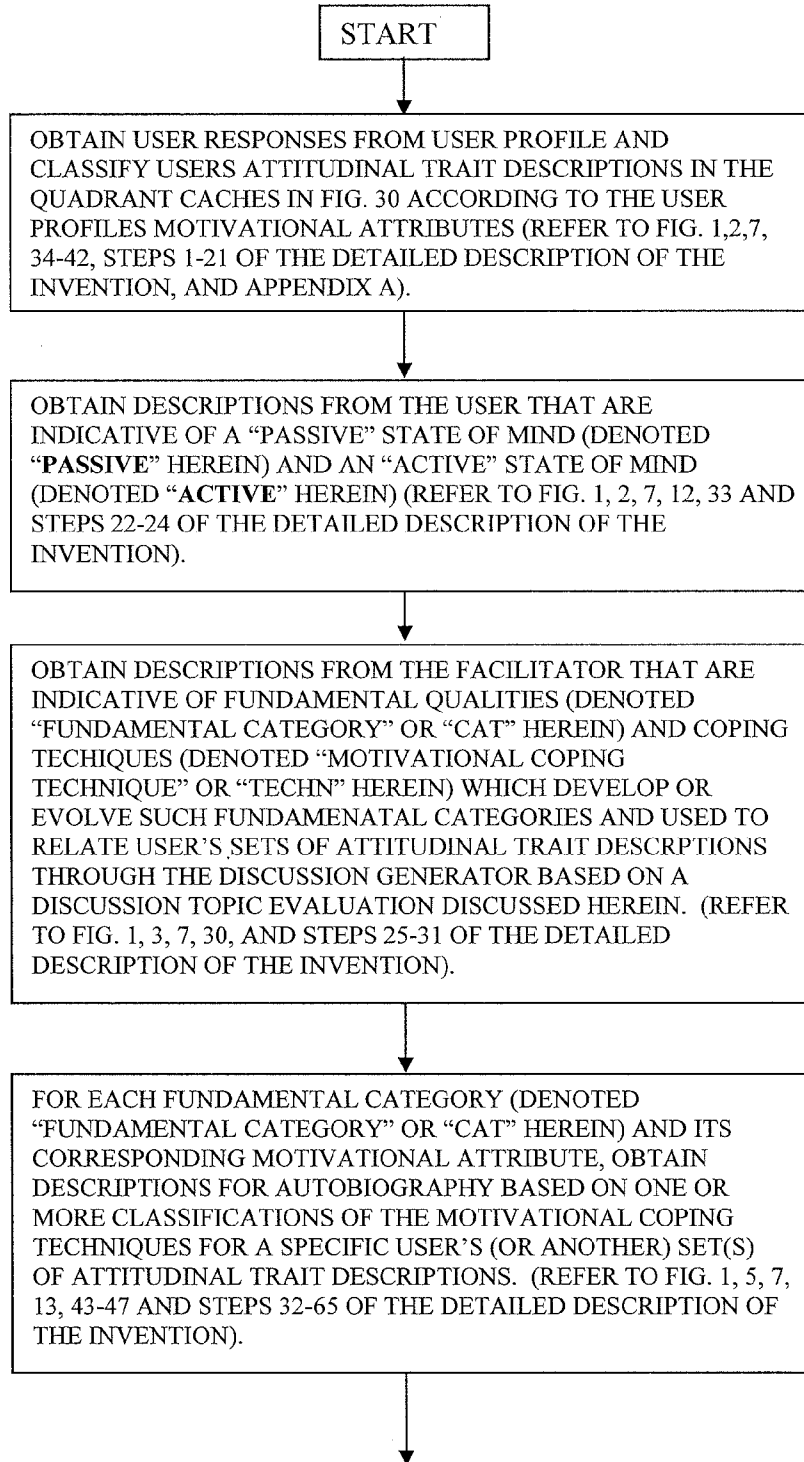 START
OBTAIN USER RESPONSES FROM USER PROFILE AND
CLASSIFY USERS ATTITUDINAL TRAIT DESCRIPTIONS IN THE
QUADRANT CACHES IN FIG. 30 ACCORDING TO THE USER
PROFILES MOTIVATIONAL ATTRIBUTES (REFER TO FIG. 1,2,7,
34-42, STEPS 1-21 OF THE DETAILED DESCRIPTION OF THE
INVENTION, AND APPENDIX A).
OBTAIN DESCRIPTIONS FROM THE USER THAT ARE
INDICATIVE OF A “PASSIVE” STATE OF MIND (DENOTED
“PASSIVE” HEREIN) AND AN “ACTIVE” STATE OF MIND
(DENOTED “ACTIVE” HEREIN) (REFER TO FIG. 1, 2, 7, 12, 33 AND
STEPS 22-24 OF THE DETAILED DESCRIPTION OF THE
INVENTION).
OBTAIN DESCRIPTIONS FROM THE FACILITATOR THAT ARE
INDICATIVE OF FUNDAMENTAL QUALITIES (DENOTED
“FUNDAMENTAL CATEGORY” OR “CAT” HEREIN) AND COPING
TECHIQUES (DENOTED “MOTIVATIONAL COPING
TECHNIQUE” OR “TECHN” HEREIN) WHICH DEVELOP OR
EVOLVE SUCH FUNDAMENATAL CATEGORIES AND USED TO
RELATE USER’S SETS OF ATTITUDINAL TRAIT DESCRPTIONS
THROUGH THE DISCUSSION GENERATOR BASED ON A
DISCUSSION TOPIC EVALUATION DISCUSSED HEREIN. (REFER
TO FIG. 1, 3, 7, 30, AND STEPS 25-31 OF THE DETAILED
DESCRIPTION OF THE INVENTION).
FOR EACH FUNDAMENTAL CATEGORY (DENOTED
“FUNDAMENTAL CATEGORY” OR “CAT” HEREIN) AND ITS
CORRESPONDING MOTIVATIONAL ATTRIBUTE, OBTAIN
DESCRIPTIONS FOR AUTOBIOGRAPHY BASED ON ONE OR
MORE CLASSIFICATIONS OF THE MOTIVATIONAL COPING
TECHNIQUES FOR A SPECIFIC USER’S (OR ANOTHER) SET(S)
OF ATTITUDINAL TRAIT DESCRIPTIONS. (REFER TO FIG. 1, 5, 7,
13, 43-47 AND STEPS 32-65 OF THE DETAILED DESCRIPTION OF
THE INVENTION).